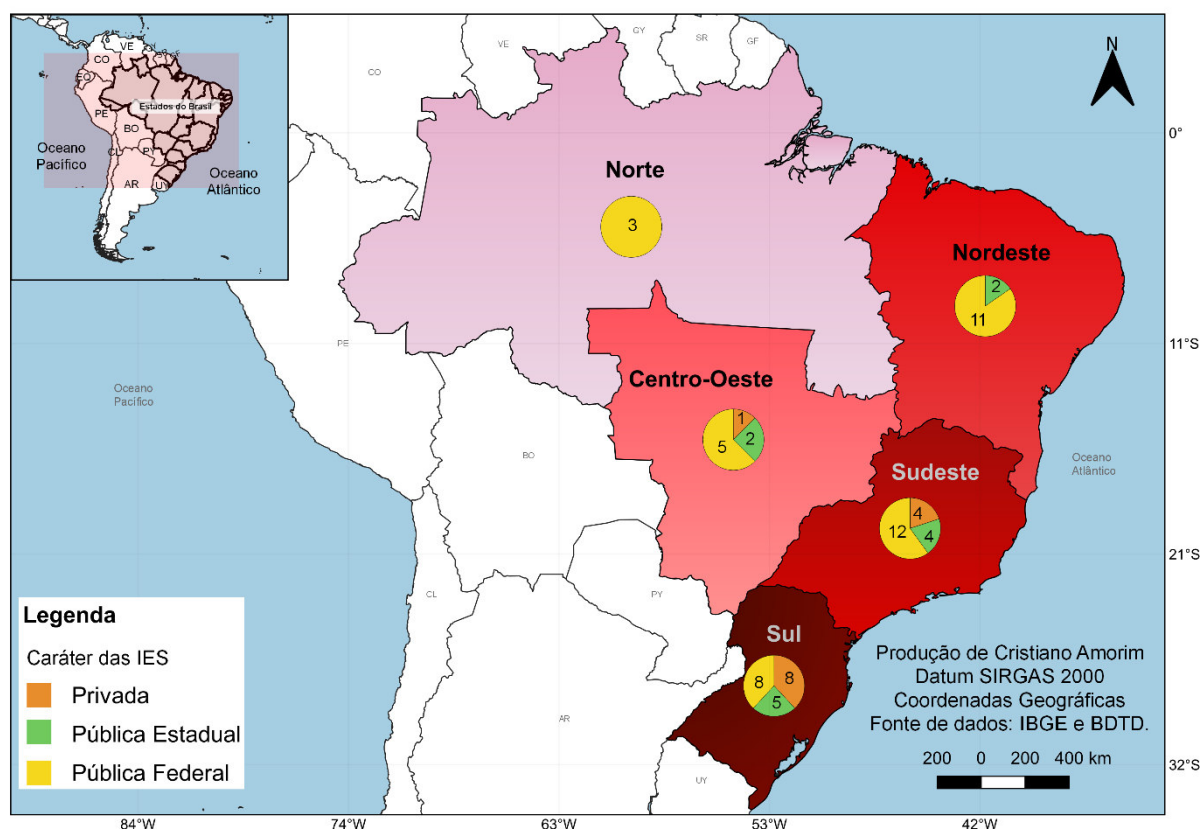 VE
CO
EQ
PE
BO
CL
PY
AR
UY
Estados do Brasil
Oceano
Pacífico
Oceano
Atlântico
VE
GY
SR
GF
CO
N
Norte
3
Nordeste
2
11
Centro-Oeste
1
2
5
Sudeste
4
4
12
Sul
8
8
5
PE
BO
CL
PY
AR
UY
Oceano
Pacífico
Oceano
Atlântico
0°
11°S
21°S
32°S
Legenda
Caráter das IES
Privada
Pública Estadual
Pública Federal
Produção de Cristiano Amorim
Datum SIRGAS 2000
Coordenadas Geográficas
Fonte de dados: IBGE e BDTD.
200 0 200 400 km
84°W 74°W 63°W 53°W 42°W